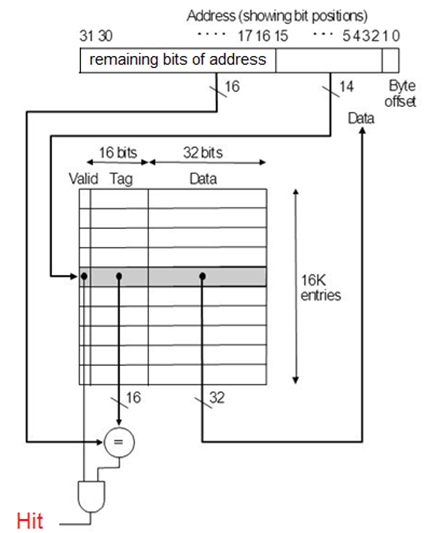 Address (showing bit positions)
31 30 ···· 17 16 15 ··· 5 4 3 2 1 0
remaining bits of address
16 14 Byte
offset
Data
16 bits 32 bits
Valid Tag Data
16K
entries
16 32
=
Hit